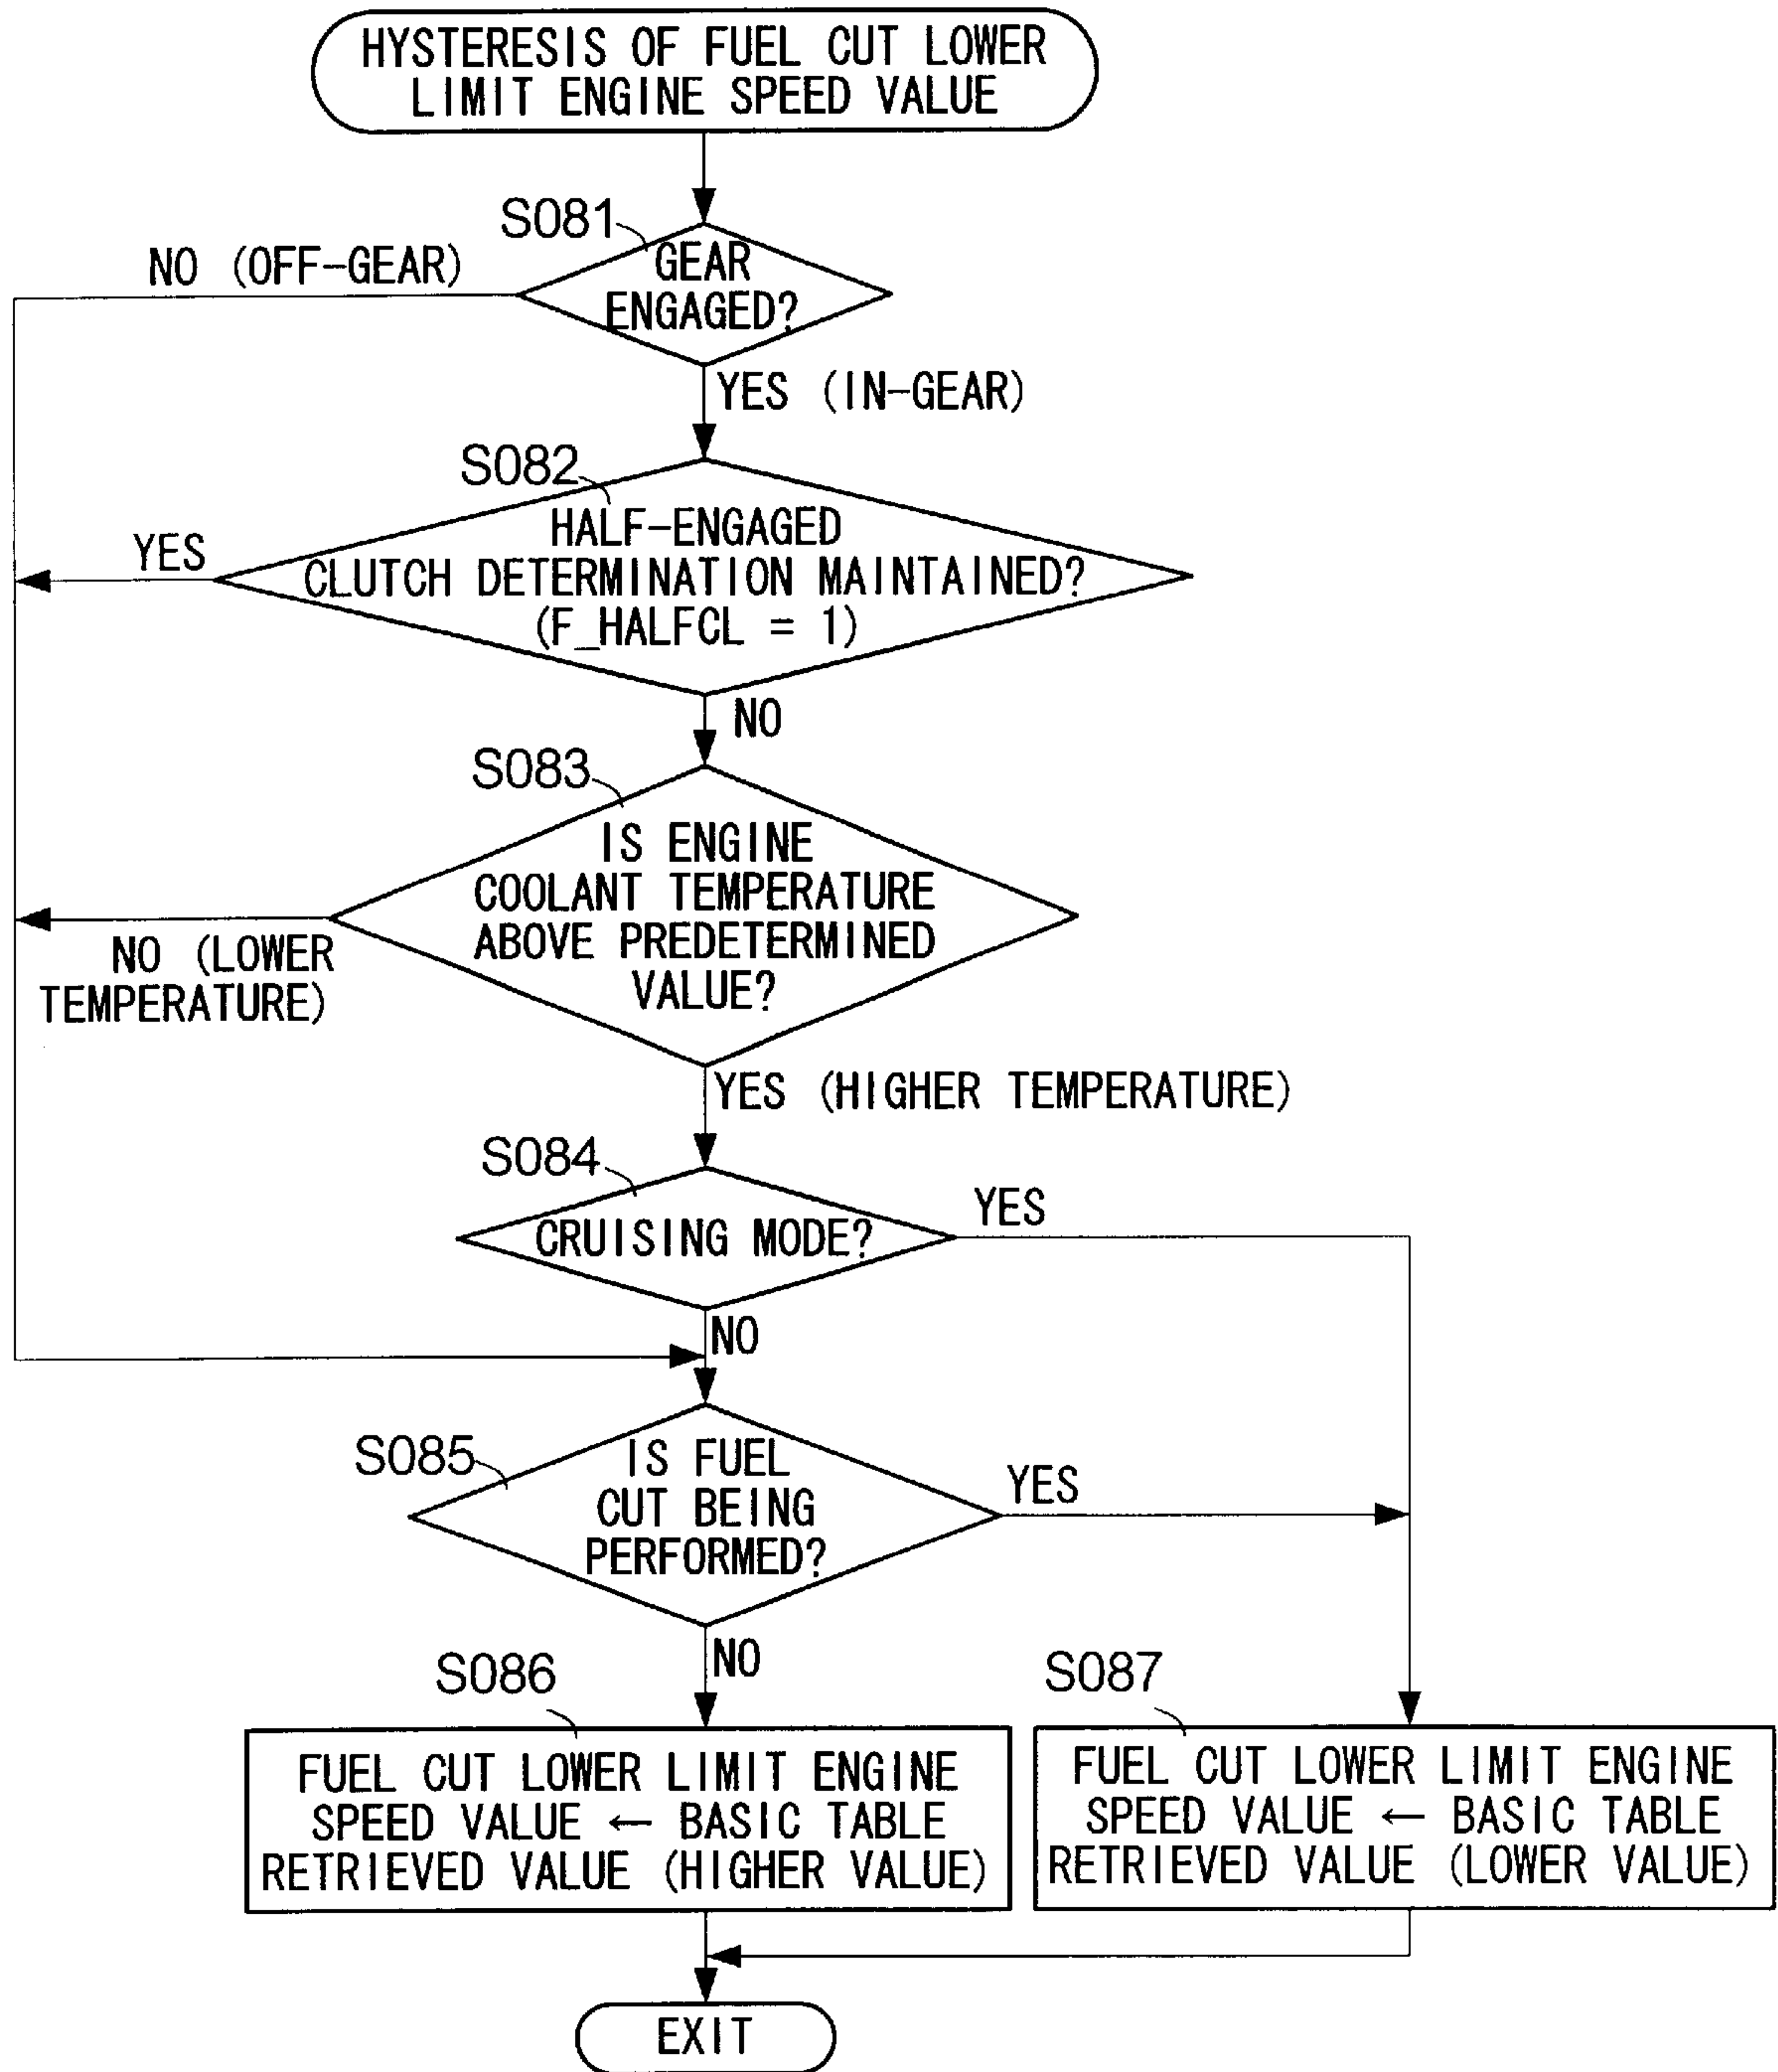 HYSTERESIS OF FUEL CUT LOWER
LIMIT ENGINE SPEED VALUE
S081
GEAR
ENGAGED?
NO (OFF-GEAR)
YES (IN-GEAR)
S082
HALF-ENGAGED
CLUTCH DETERMINATION MAINTAINED?
(F_HALFCL = 1)
YES
NO
S083
IS ENGINE
COOLANT TEMPERATURE
ABOVE PREDETERMINED
VALUE?
NO (LOWER
TEMPERATURE)
YES (HIGHER TEMPERATURE)
S084
CRUISING MODE?
YES
NO
S085
IS FUEL
CUT BEING
PERFORMED?
YES
NO
S086
FUEL CUT LOWER LIMIT ENGINE
SPEED VALUE ← BASIC TABLE
RETRIEVED VALUE (HIGHER VALUE)
S087
FUEL CUT LOWER LIMIT ENGINE
SPEED VALUE ← BASIC TABLE
RETRIEVED VALUE (LOWER VALUE)
EXIT